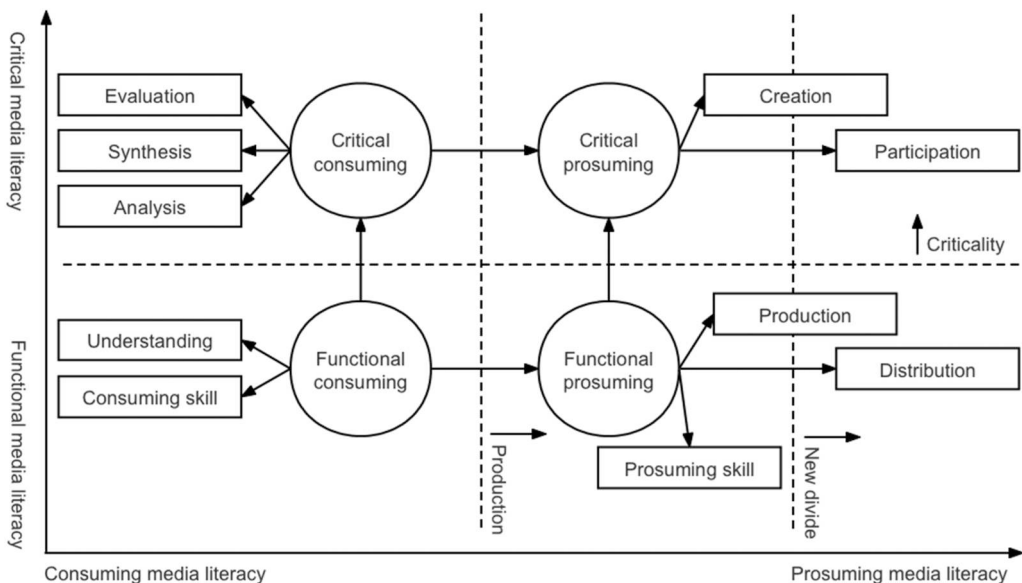 Critical media literacy
Evaluation
Synthesis
Analysis
Critical
consuming
Critical
prosuming
Creation
Participation
Criticality
Functional media literacy
Understanding
Consuming skill
Functional
consuming
Functional
prosuming
Production
Distribution
Prosuming skill
Production
New divide
Consuming media literacy
Prosuming media literacy